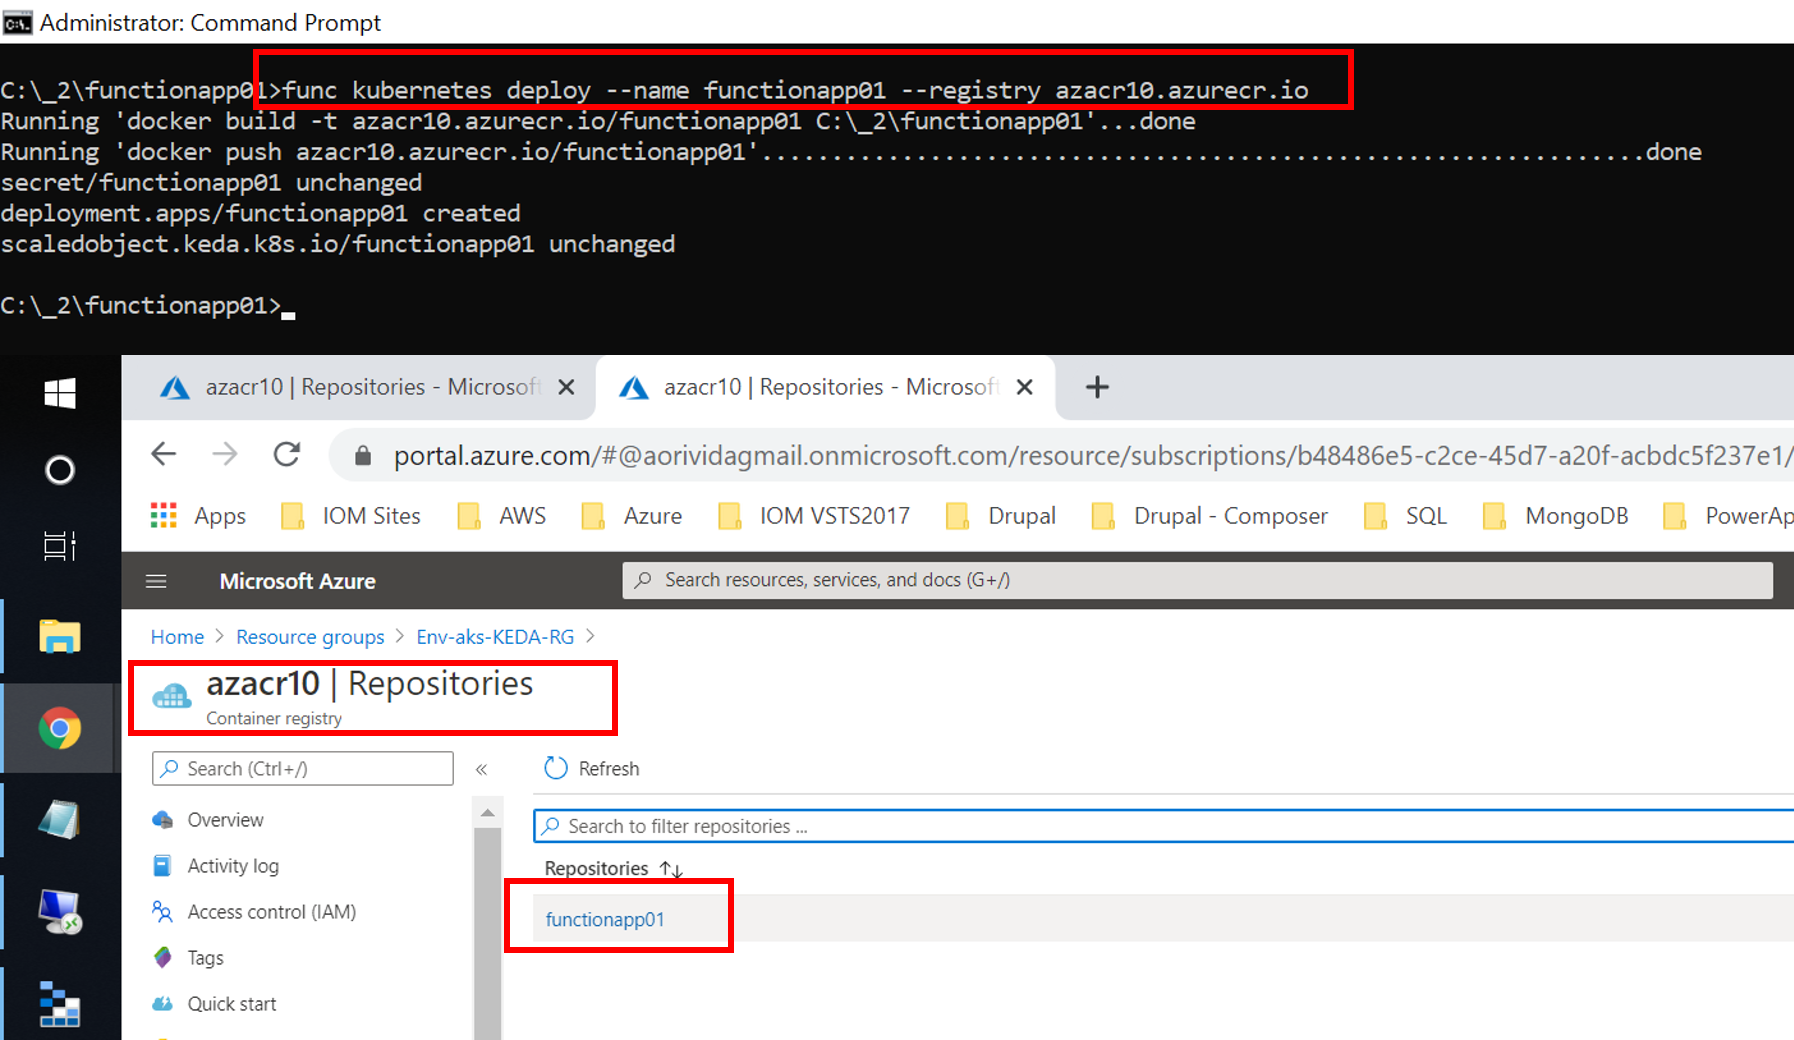 Administrator: Command Prompt
C:\_2\functionapp01>func kubernetes deploy --name functionapp01 --registry azacr10.azurecr.io
Running 'docker build -t azacr10.azurecr.io/functionapp01 C:\_2\functionapp01'...done
Running 'docker push azacr10.azurecr.io/functionapp01'...............................................................done
secret/functionapp01 unchanged
deployment.apps/functionapp01 created
scaledobject.keda.k8s.io/functionapp01 unchanged
C:\_2\functionapp01>
azacr10 | Repositories - Microsoft
azacr10 | Repositories - Microsoft
portal.azure.com/#@aorividagmail.onmicrosoft.com/resource/subscriptions/b48486e5-c2ce-45d7-a20f-acbdc5f237e1/
Apps IOM Sites AWS Azure IOM VSTS2017 Drupal Drupal - Composer SQL MongoDB PowerAp
Microsoft Azure
Search resources, services, and docs (G+/)
Home > Resource groups > Env-aks-KEDA-RG >
azacr10 | Repositories
Container registry
Search (Ctrl+/)
«
Refresh
Overview
Search to filter repositories ...
Activity log
Repositories ↑↓
Access control (IAM)
functionapp01
Tags
Quick start